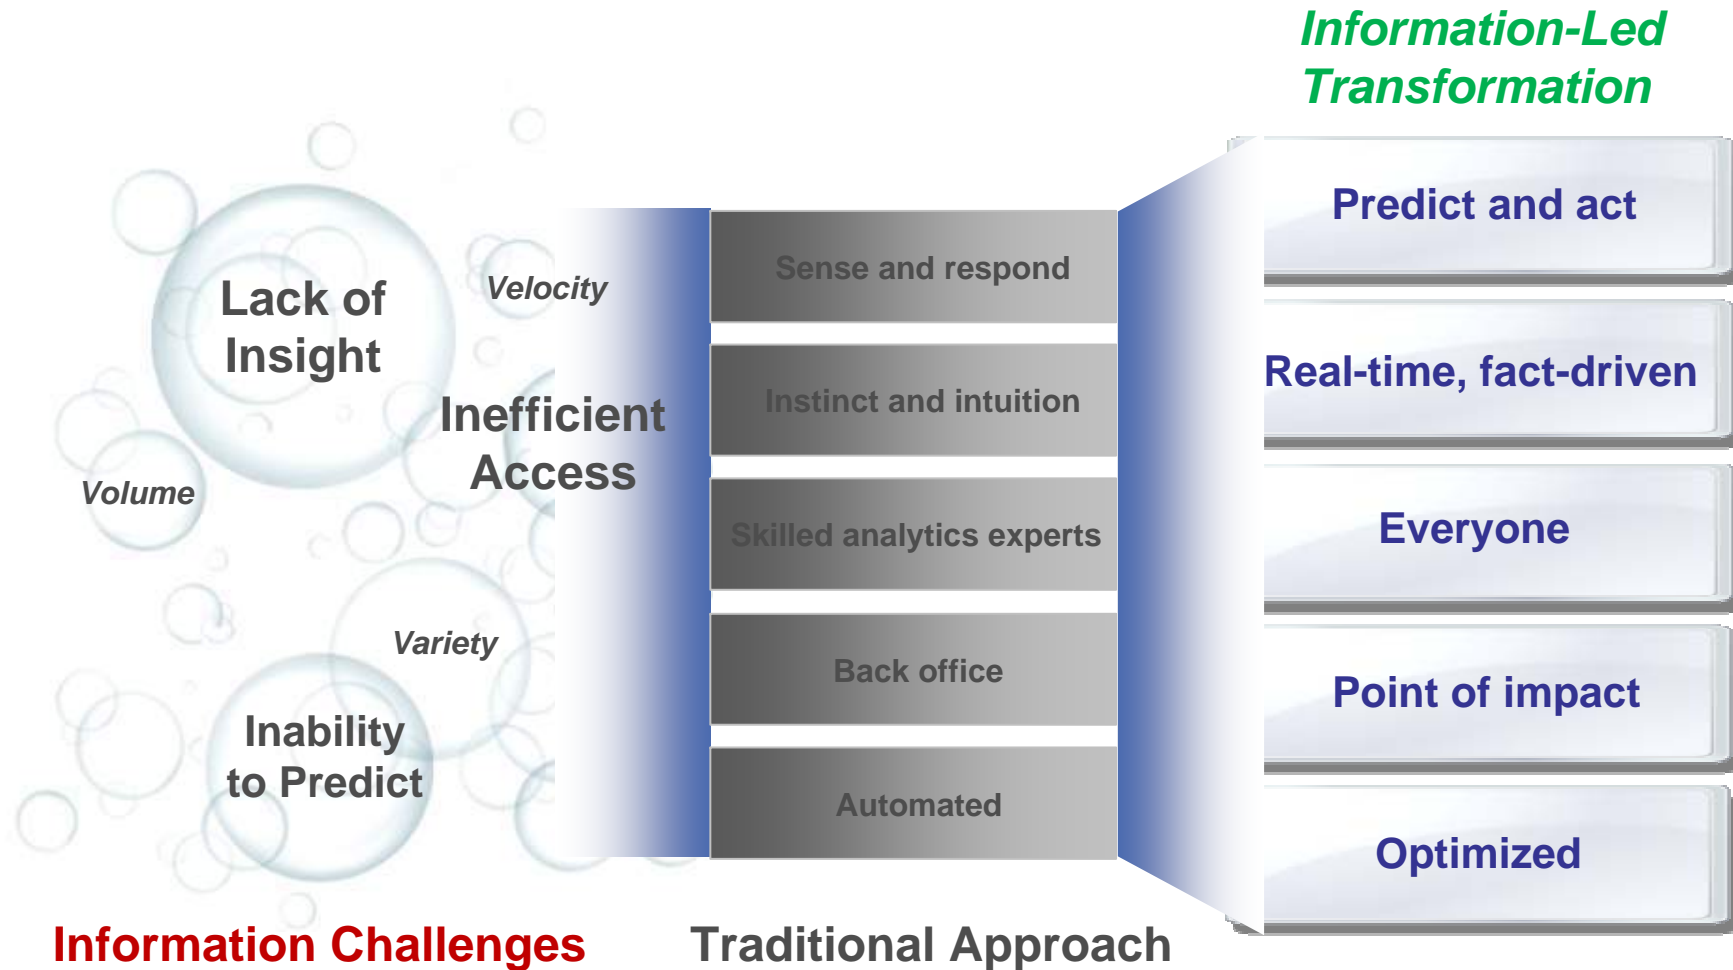 Information-Led
Transformation
Lack of
Insight
Velocity
Inefficient
Access
Volume
Variety
Inability
to Predict
Information Challenges
Sense and respond
Instinct and intuition
Skilled analytics experts
Back office
Automated
Traditional Approach
Predict and act
Real-time, fact-driven
Everyone
Point of impact
Optimized